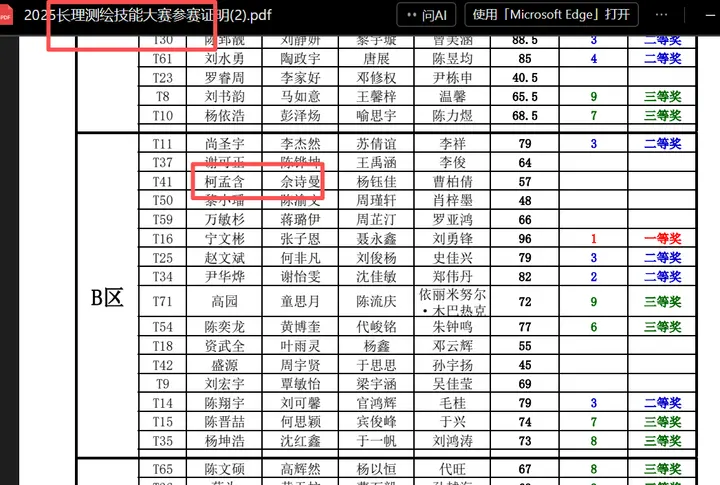 2025长理测绘技能大赛参赛证明(2).pdf 问AI 使用「Microsoft Edge」打开 ···
T30 陈郅靓 刘静妍 黎宇璇 曾美涵 88.5 3 二等奖
T61 刘水勇 陶政宇 唐展 陈昱均 85 4 二等奖
T23 罗睿周 李家好 邓修权 尹栋申 40.5
T8 刘书韵 马如意 王馨梓 温馨 65.5 9 三等奖
T10 杨依浩 彭泽炀 喻思宇 陈力煜 68.5 7 三等奖
B区
T11 尚圣宇 李杰然 苏倩谊 李祥 79 3 二等奖
T37 谢可正 陈铧坤 王禹涵 李俊 64
T41 柯孟含 佘诗曼 杨钰佳 曹柏倩 57
T50 黎小璠 陈渝文 周瑾轩 肖梓墨 48
T59 万敏杉 蒋璐伊 周芷汀 罗亚鸿 66
T16 宁文彬 张子恩 聂永鑫 刘勇锋 96 1 一等奖
T25 赵文斌 何非凡 刘俊杨 史佳兴 79 3 二等奖
T34 尹华烨 谢怡雯 沈佳敏 郑伟丹 82 2 二等奖
T71 高园 童思月 陈流庆 依丽米努尔·木巴热克 72 9 三等奖
T54 陈奕龙 黄博奎 代峻铭 朱钟鸣 77 6 三等奖
T18 资武全 叶雨灵 杨鑫 邓云辉 55
T42 盛源 周宇贤 于思思 孙宇扬 45
T9 刘宏宇 覃敏怡 梁宇涵 吴佳莹 69
T14 陈翔宇 刘可馨 官鸿辉 毛桂 79 3 二等奖
T15 陈晋喆 何思颖 宾俊峰 于兴 74 7 三等奖
T35 杨坤浩 沈红鑫 于一帆 刘鸿涛 73 8 三等奖
T65 陈文硕 高辉然 杨以恒 代旺 67 8 三等奖